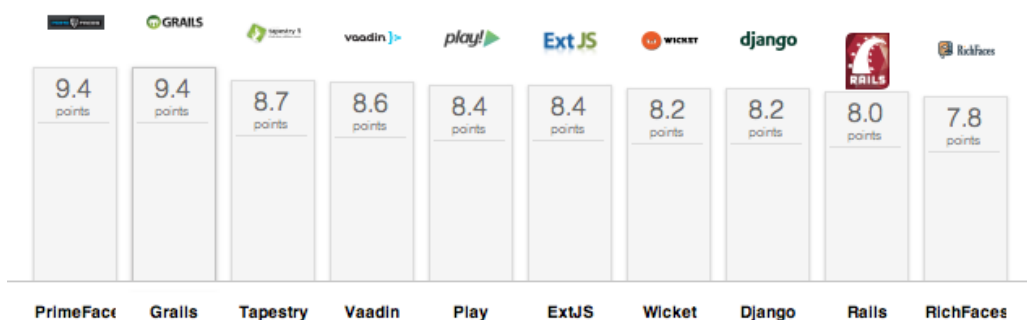 GRAILS
tapestry 5
vaadin }>
play!
Ext JS
WICKET
django
RAILS
RichFaces
9.4
points
9.4
points
8.7
points
8.6
points
8.4
points
8.4
points
8.2
points
8.2
points
8.0
points
7.8
points
PrimeFace
Grails
Tapestry
Vaadin
Play
ExtJS
Wicket
Django
Rails
RichFaces